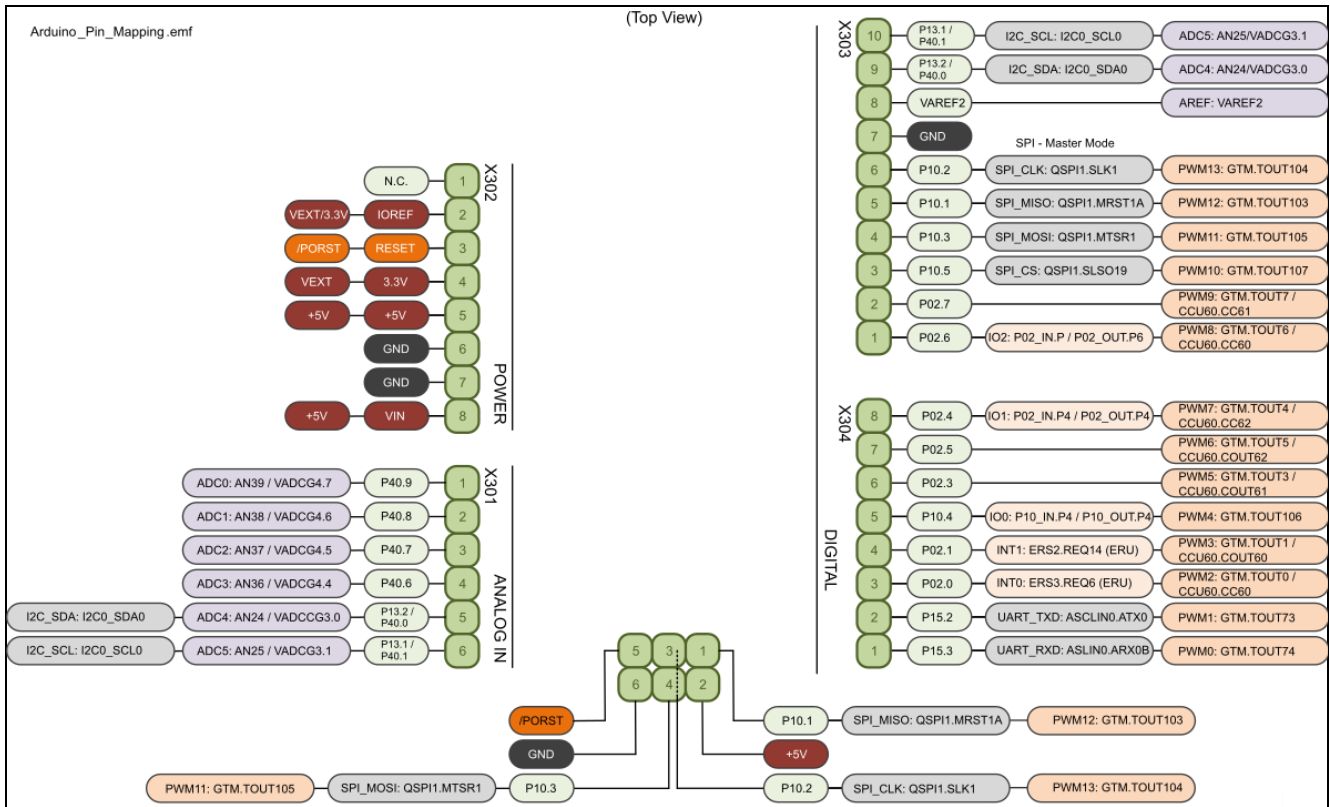 (Top View)
Arduino_Pin_Mapping.emf
X302
1 N.C.
2 IOREF VEXT/3.3V
3 RESET /PORST
4 3.3V VEXT
5 +5V +5V
6 GND
7 GND
8 VIN +5V
POWER
X301
1 P40.9 ADC0: AN39 / VADCG4.7
2 P40.8 ADC1: AN38 / VADCG4.6
3 P40.7 ADC2: AN37 / VADCG4.5
4 P40.6 ADC3: AN36 / VADCG4.4
5 P13.2 /
P40.0 ADC4: AN24 / VADCCG3.0 I2C_SDA: I2C0_SDA0
6 P13.1 /
P40.1 ADC5: AN25 / VADCG3.1 I2C_SCL: I2C0_SCL0
ANALOG IN
X303
10 P13.1 /
P40.1 I2C_SCL: I2C0_SCL0 ADC5: AN25/VADCG3.1
9 P13.2 /
P40.0 I2C_SDA: I2C0_SDA0 ADC4: AN24/VADCG3.0
8 VAREF2 AREF: VAREF2
7 GND
SPI - Master Mode
6 P10.2 SPI_CLK: QSPI1.SLK1 PWM13: GTM.TOUT104
5 P10.1 SPI_MISO: QSPI1.MRST1A PWM12: GTM.TOUT103
4 P10.3 SPI_MOSI: QSPI1.MTSR1 PWM11: GTM.TOUT105
3 P10.5 SPI_CS: QSPI1.SLSO19 PWM10: GTM.TOUT107
2 P02.7 PWM9: GTM.TOUT7 /
CCU60.CC61
1 P02.6 IO2: P02_IN.P / P02_OUT.P6 PWM8: GTM.TOUT6 /
CCU60.CC60
X304
8 P02.4 IO1: P02_IN.P4 / P02_OUT.P4 PWM7: GTM.TOUT4 /
CCU60.CC62
7 P02.5 PWM6: GTM.TOUT5 /
CCU60.COUT62
6 P02.3 PWM5: GTM.TOUT3 /
CCU60.COUT61
5 P10.4 IO0: P10_IN.P4 / P10_OUT.P4 PWM4: GTM.TOUT106
4 P02.1 INT1: ERS2.REQ14 (ERU) PWM3: GTM.TOUT1 /
CCU60.COUT60
3 P02.0 INT0: ERS3.REQ6 (ERU) PWM2: GTM.TOUT0 /
CCU60.CC60
2 P15.2 UART_TXD: ASCLIN0.ATX0 PWM1: GTM.TOUT73
1 P15.3 UART_RXD: ASLIN0.ARX0B PWM0: GTM.TOUT74
DIGITAL
5 3 1
6 4 2
/PORST
GND
PWM11: GTM.TOUT105 SPI_MOSI: QSPI1.MTSR1 P10.3
P10.1 SPI_MISO: QSPI1.MRST1A PWM12: GTM.TOUT103
+5V
P10.2 SPI_CLK: QSPI1.SLK1 PWM13: GTM.TOUT104